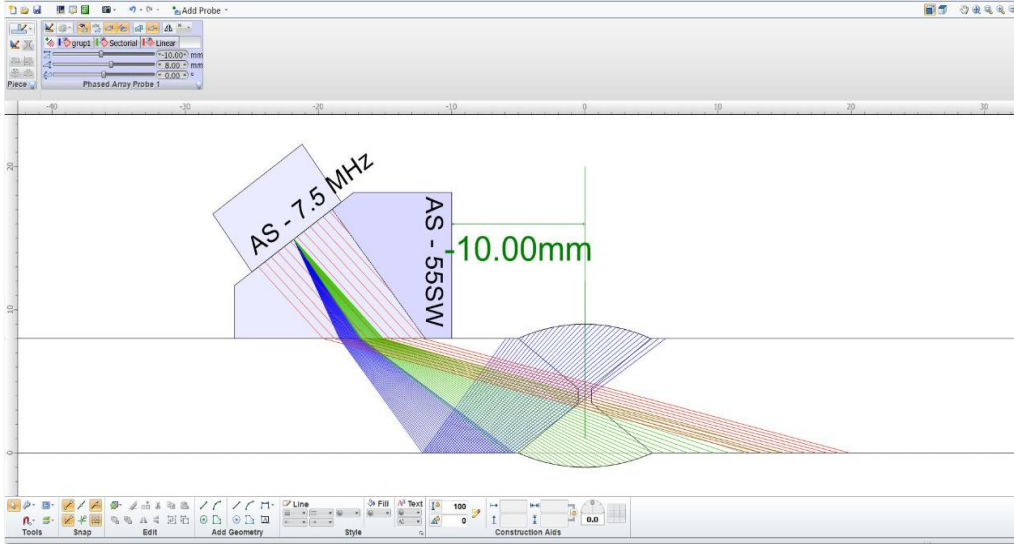 Add Probe
grup1 Sectorial Linear
-10.00 mm
8.00 mm
0.00 °
Piece Phased Array Probe 1
-40 -30 -20 -10 0 10 20 30
20
10
0
AS - 7.5 MHz
AS - 55SW
-10.00mm
Line Fill Text 100
0 0.0
Tools Snap Edit Add Geometry Style Construction Aids